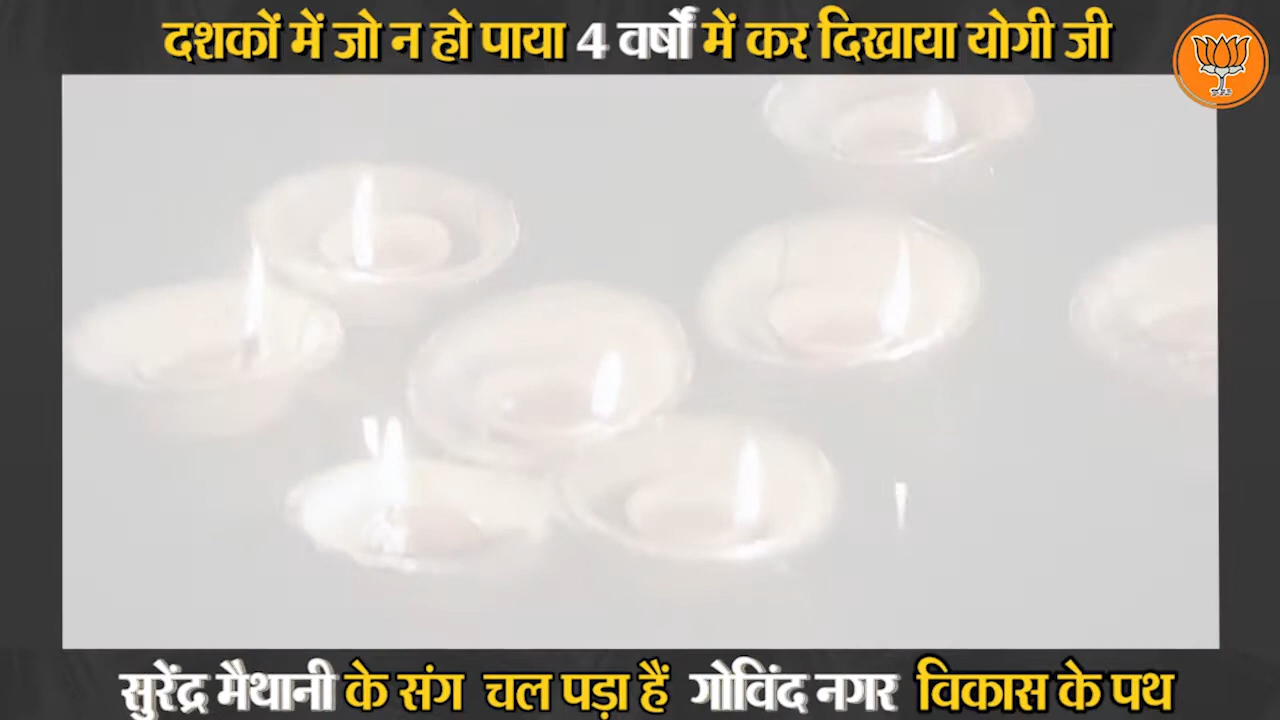 दशकों में जो न हो पाया 4 वर्षों में कर दिखाया योगी जी
सुरेंद्र मैथानी के संग चल पड़ा हैं गोविंद नगर विकास के पथ